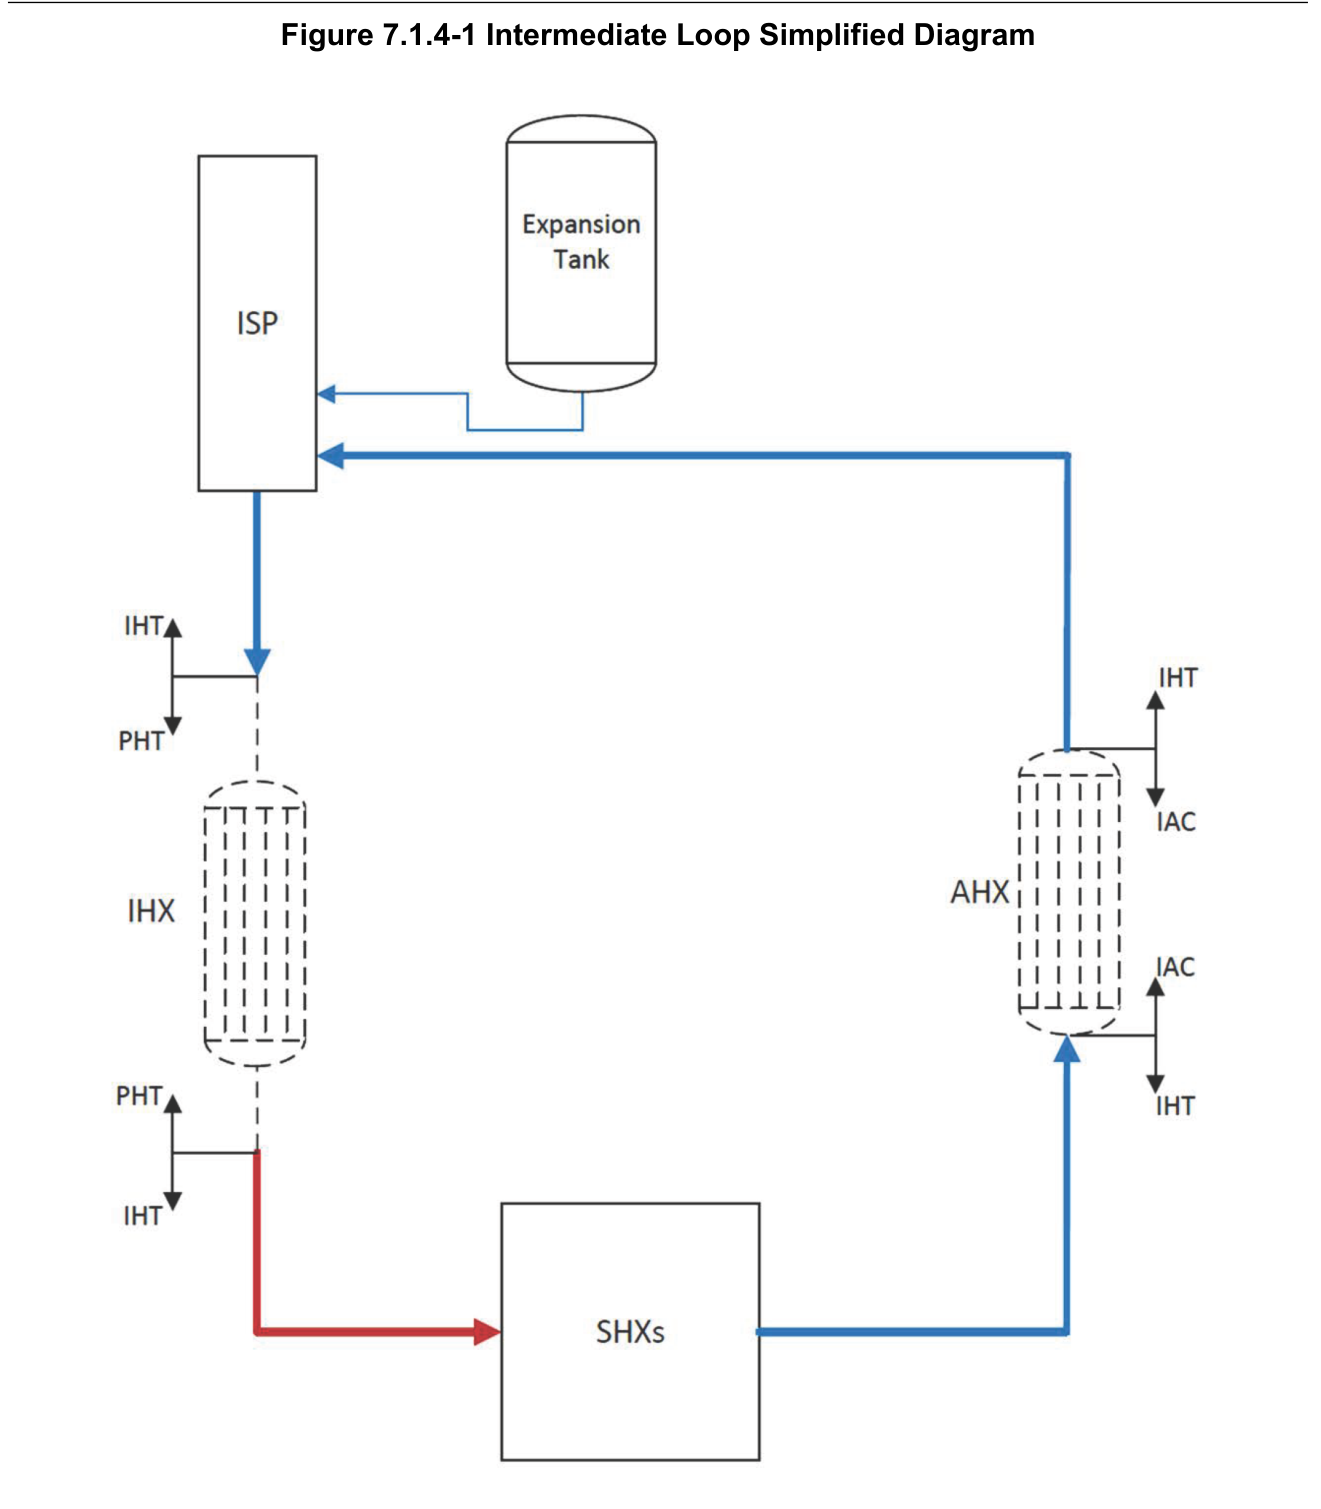 Figure 7.1.4-1 Intermediate Loop Simplified Diagram
Expansion
Tank
ISP
IHT
PHT
IHT
IAC
AHX
IHX
IAC
PHT
IHT
IHT
SHXs